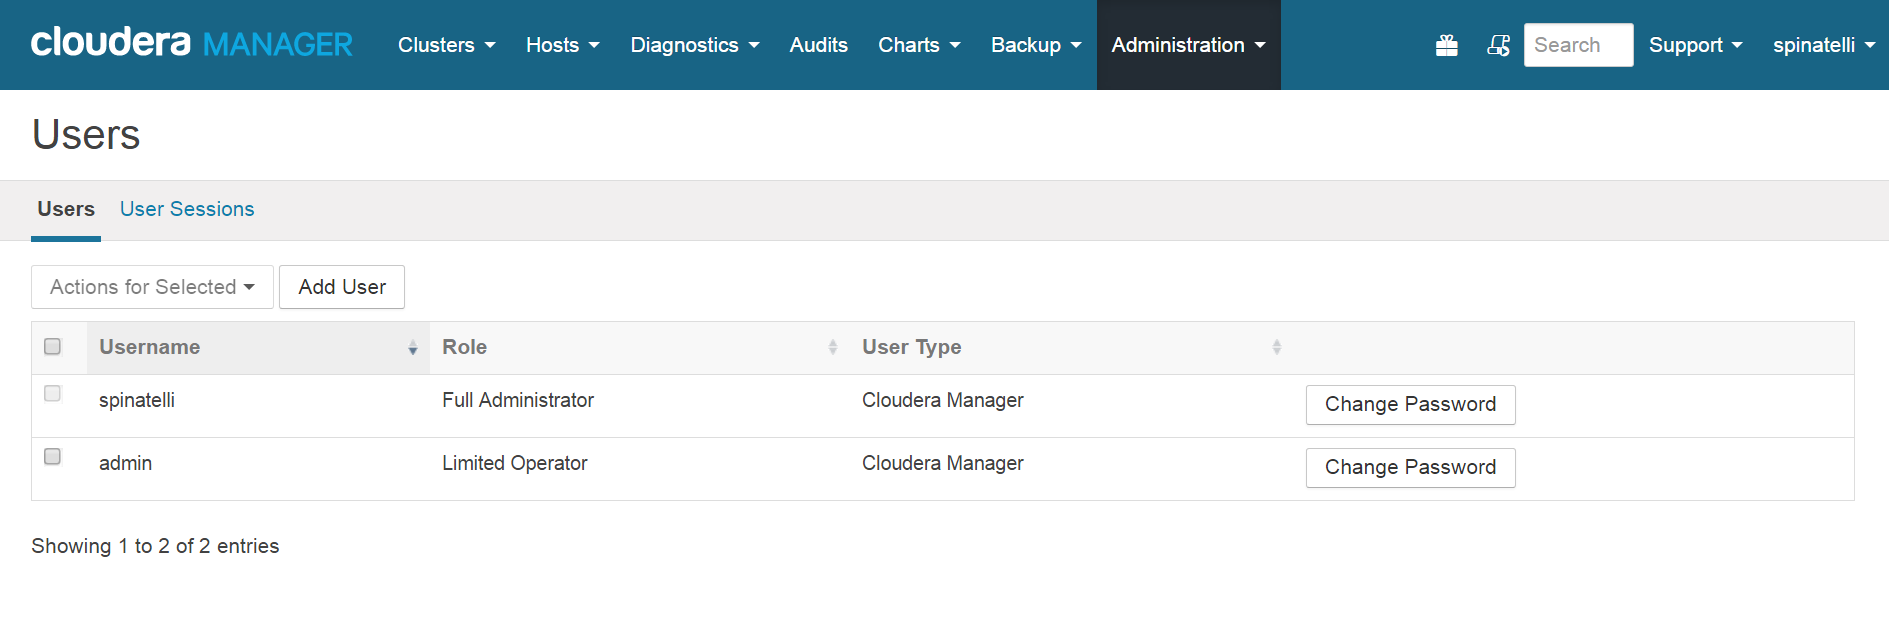 cloudera MANAGER Clusters Hosts Diagnostics Audits Charts Backup Administration Search Support spinatelli
Users
Users User Sessions
Actions for Selected Add User
Username Role User Type
spinatelli Full Administrator Cloudera Manager Change Password
admin Limited Operator Cloudera Manager Change Password
Showing 1 to 2 of 2 entries